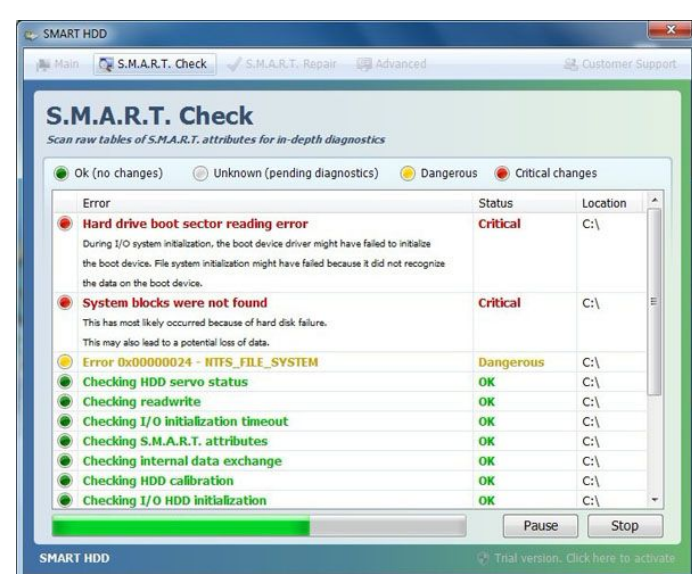 SMART HDD
Main S.M.A.R.T. Check S.M.A.R.T. Repair Advanced Customer Support
S.M.A.R.T. Check
Scan raw tables of S.M.A.R.T. attributes for in-depth diagnostics
Ok (no changes) Unknown (pending diagnostics) Dangerous Critical changes
Error Status Location
Hard drive boot sector reading error Critical C:\
During I/O system initialization, the boot device driver might have failed to initialize
the boot device. File system initialization might have failed because it did not recognize
the data on the boot device.
System blocks were not found Critical C:\
This has most likely occurred because of hard disk failure.
This may also lead to a potential loss of data.
Error 0x00000024 - NTFS_FILE_SYSTEM Dangerous C:\
Checking HDD servo status OK C:\
Checking readwrite OK C:\
Checking I/O initialization timeout OK C:\
Checking S.M.A.R.T. attributes OK C:\
Checking internal data exchange OK C:\
Checking HDD calibration OK C:\
Checking I/O HDD initialization OK C:\
Pause Stop
SMART HDD Trial version. Click here to activate